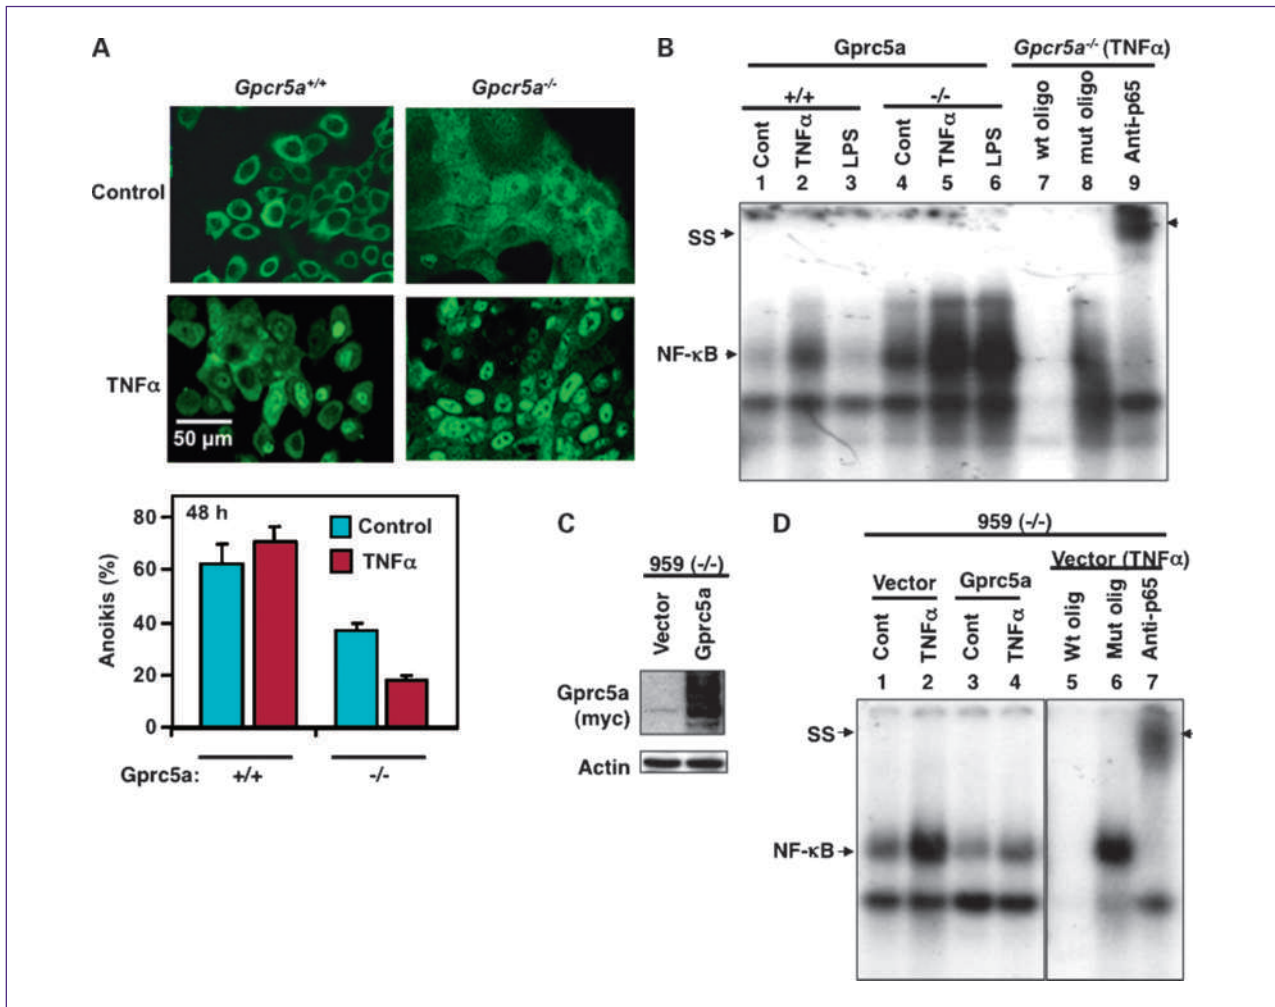 A
Gpcr5a+/+
Gpcr5a-/-
Control
TNFα
50 µm
48 h
Control
TNFα
80
60
40
20
0
Anoikis (%)
Gprc5a:
+/+
-/-
B
Gprc5a
Gpcr5a-/- (TNFα)
+/+
-/-
Cont
TNFα
LPS
Cont
TNFα
LPS
wt oligo
mut oligo
Anti-p65
1 2 3 4 5 6 7 8 9
SS
NF-κB
C
959 (-/-)
Vector
Gprc5a
Gprc5a
(myc)
Actin
D
959 (-/-)
Vector (TNFα)
Vector
Gprc5a
Cont
TNFα
Cont
TNFα
Wt olig
Mut olig
Anti-p65
1 2 3 4 5 6 7
SS
NF-κB